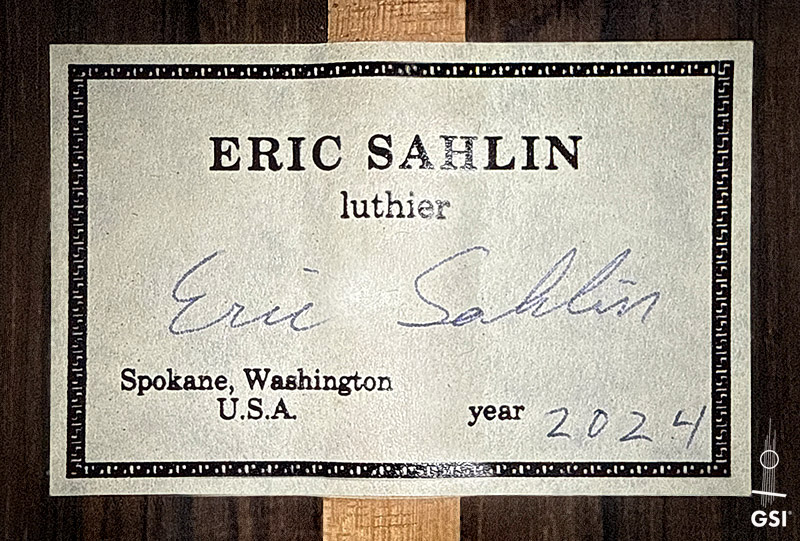 ERIC SAHLIN
luthier
Eric Sahlin
Spokane, Washington
U.S.A.
year 2024
GSI